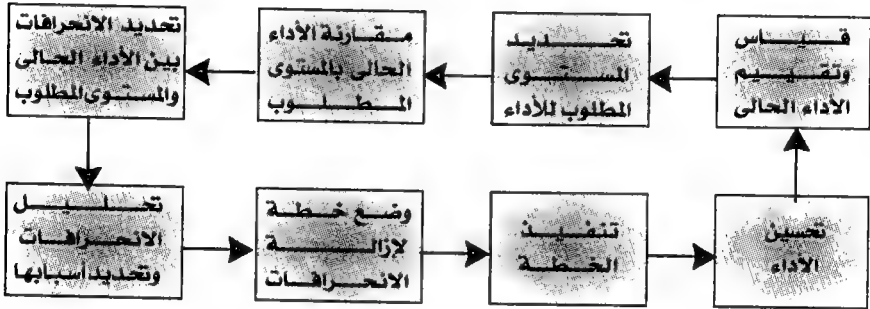 قياس
وتقييم
الأداء الحالى
تحديد
المستوى
المطلوب للأداء
مقارنة الأداء
الحالى بالمستوى
المطلوب
تحديد الانحرافات
بين الأداء الحالى
والمستوى المطلوب
تحليل
الانحرافات
وتحديد أسبابها
وضع خطة
لإزالة
الانحرافات
تنفيذ
الخطة
تحسين
الأداء